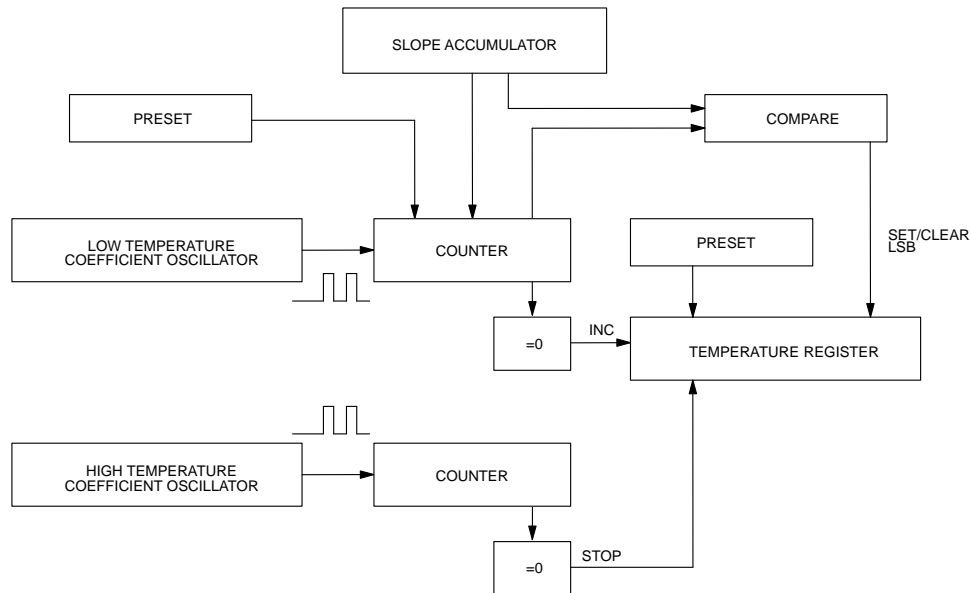 SLOPE ACCUMULATOR
PRESET
COMPARE
LOW TEMPERATURE
COEFFICIENT OSCILLATOR
COUNTER
PRESET
SET/CLEAR
LSB
=0
INC
TEMPERATURE REGISTER
HIGH TEMPERATURE
COEFFICIENT OSCILLATOR
COUNTER
=0
STOP